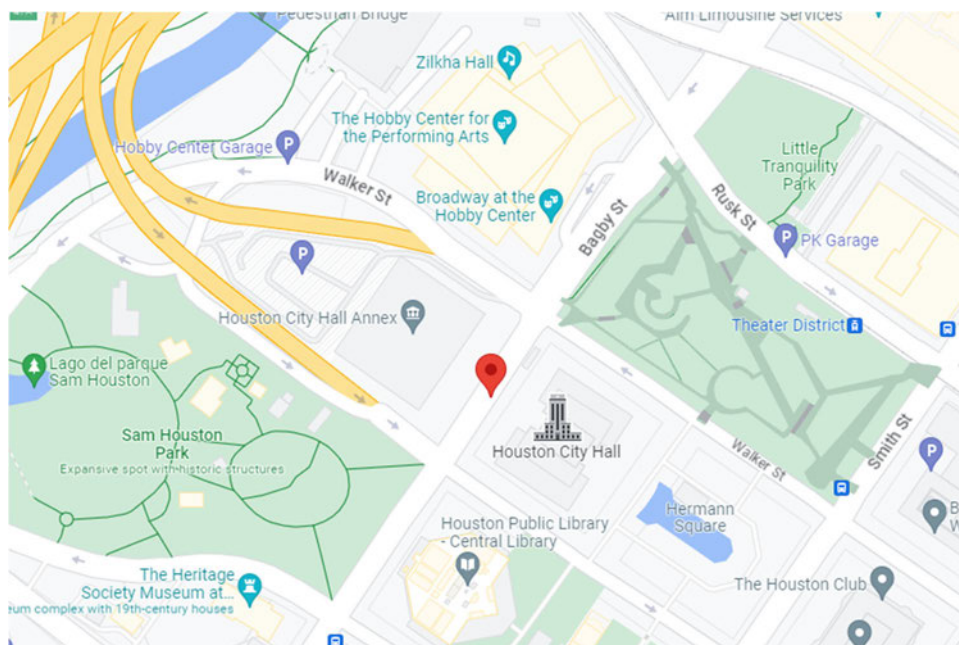 Pedestrian Bridge
Aim Limousine Services
Zilkha Hall
The Hobby Center for
the Performing Arts
Hobby Center Garage
P
Walker St
Broadway at the
Hobby Center
Bagby St
Rusk St
Little
Tranquility
Park
P
PK Garage
P
Houston City Hall Annex
Theater District
Lago del parque
Sam Houston
Sam Houston
Park
Expansive spot with historic structures
Houston City Hall
Walker St
Smith St
P
Hermann
Square
Houston Public Library
- Central Library
The Heritage
Society Museum at...
eum complex with 19th-century houses
The Houston Club
B
W